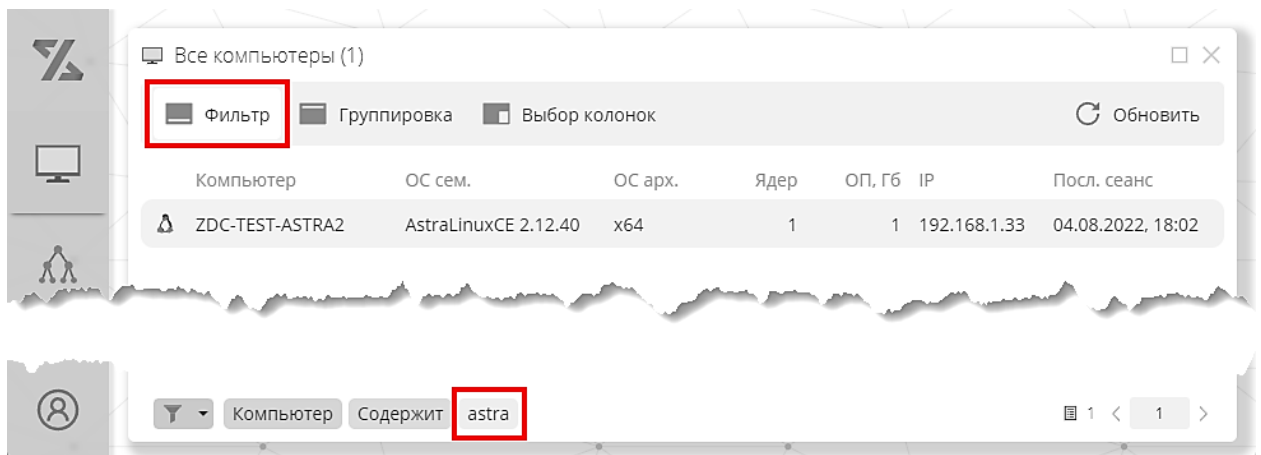 Все компьютеры (1)
Фильтр Группировка Выбор колонок Обновить
Компьютер ОС сем. ОС арх. Ядер ОП, Гб IP Посл. сеанс
ZDC-TEST-ASTRA2 AstraLinuxCE 2.12.40 x64 1 1 192.168.1.33 04.08.2022, 18:02
Компьютер Содержит astra 1 1